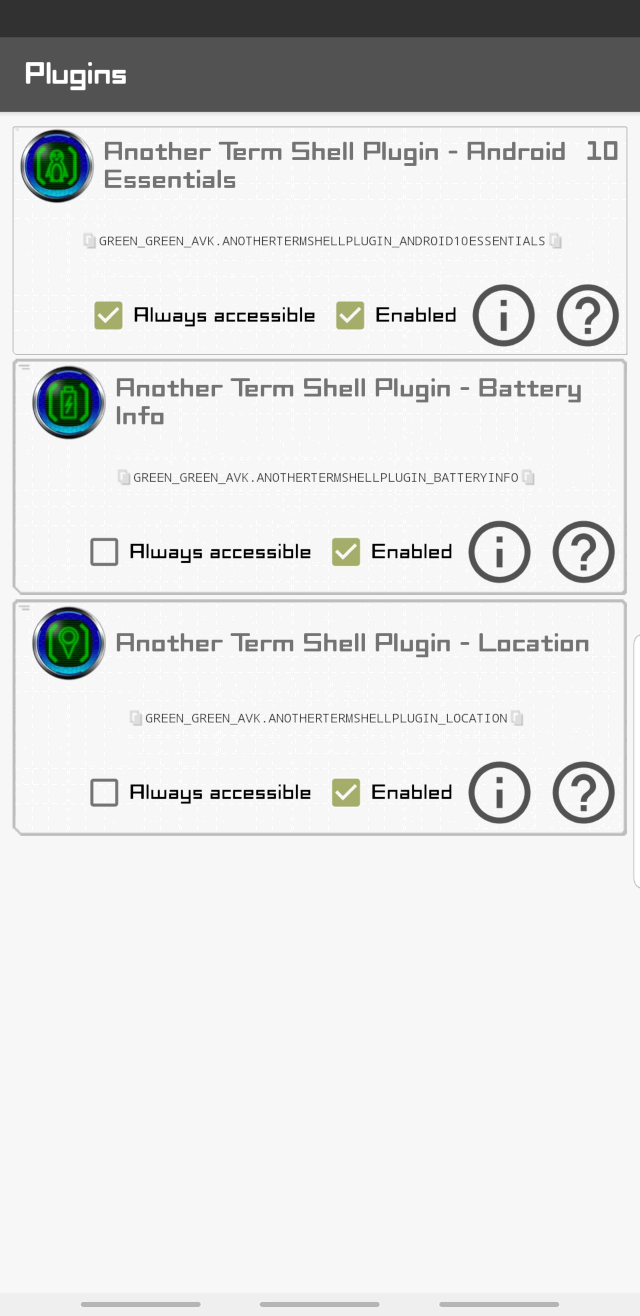 Plugins
Another Term Shell Plugin - Android 10
Essentials
GREEN_GREEN_AVK.ANOTHERTERMSHELLPLUGIN_ANDROID10ESSENTIALS
Always accessible Enabled
Another Term Shell Plugin - Battery
Info
GREEN_GREEN_AVK.ANOTHERTERMSHELLPLUGIN_BATTERYINFO
Always accessible Enabled
Another Term Shell Plugin - Location
GREEN_GREEN_AVK.ANOTHERTERMSHELLPLUGIN_LOCATION
Always accessible Enabled